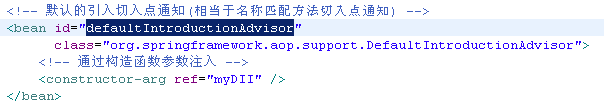 <!-- 默认的引入切入点通知(相当于名称匹配方法切入点通知) -->
<bean id="defaultIntroductionAdvisor"
class="org.springframework.aop.support.DefaultIntroductionAdvisor">
<!-- 通过构造函数参数注入 -->
<constructor-arg ref="myDII" />
</bean>